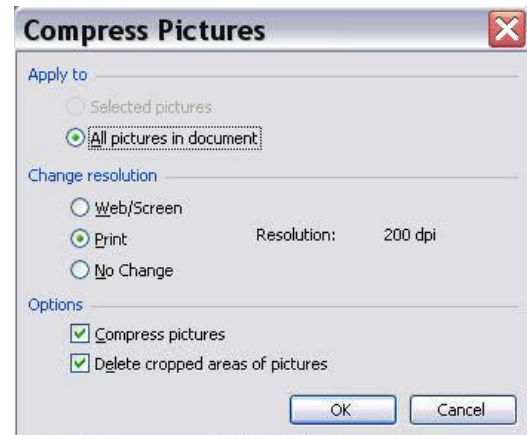 Compress Pictures
Apply to
Selected pictures
All pictures in document
Change resolution
Web/Screen
Print Resolution: 200 dpi
No Change
Options
Compress pictures
Delete cropped areas of pictures
OK Cancel